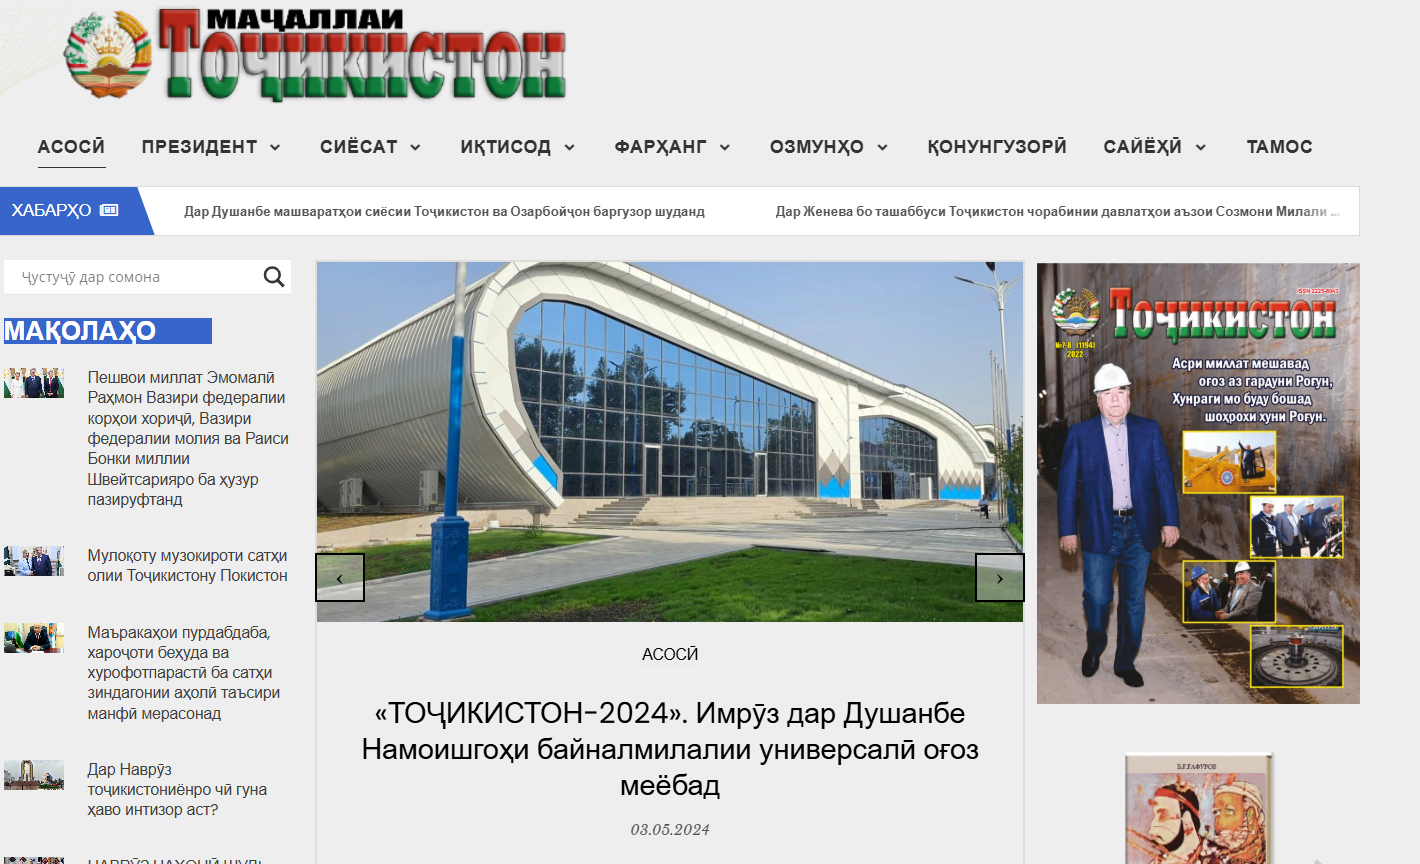 МАҶАЛЛАИ
Тоҷикистон
АСОСӢ
ПРЕЗИДЕНТ
СИЁСАТ
ИҚТИСОД
ФАРҲАНГ
ОЗМУНҲО
ҚОНУНГУЗОРӢ
САЙЁҲӢ
ТАМОС
ХАБАРҲО
Дар Душанбе машваратҳои сиёсии Тоҷикистон ва Озарбойҷон баргузор шуданд
Дар Женева бо ташаббуси Тоҷикистон чорабинии давлатҳои аъзои Созмони Милали ...
Ҷустуҷӯ дар сомона
МАҚОЛАҲО
Пешвои миллат Эмомалӣ
Раҳмон Вазири федералии
корҳои хориҷӣ, Вазири
федералии молия ва Раиси
Бонки миллии
Швейтсарияро ба ҳузур
пазируфтанд
Мулоқоту музокироти сатҳи
олии Тоҷикистону Покистон
Маъракаҳои пурдабдаба,
хароҷоти беҳуда ва
хурофотпарастӣ ба сатҳи
зиндагонии аҳолӣ таъсири
манфӣ мерасонад
Дар Наврӯз
тоҷикистониёнро чӣ гуна
ҳаво интизор аст?
АСОСӢ
«ТОҶИКИСТОН-2024». Имрӯз дар Душанбе
Намоишгоҳи байналмилалии универсалӣ оғоз
меёбад
03.05.2024
ISSN 2225-8043
Тоҷикистон
№7-8 (1194)
2022
Асри миллат мешавад
оғоз аз гардуни Роғун,
Хунраги мо буду бошад
шоҳрохи хуни Роғун.
Б.Ғ.ҒАФУРОВ